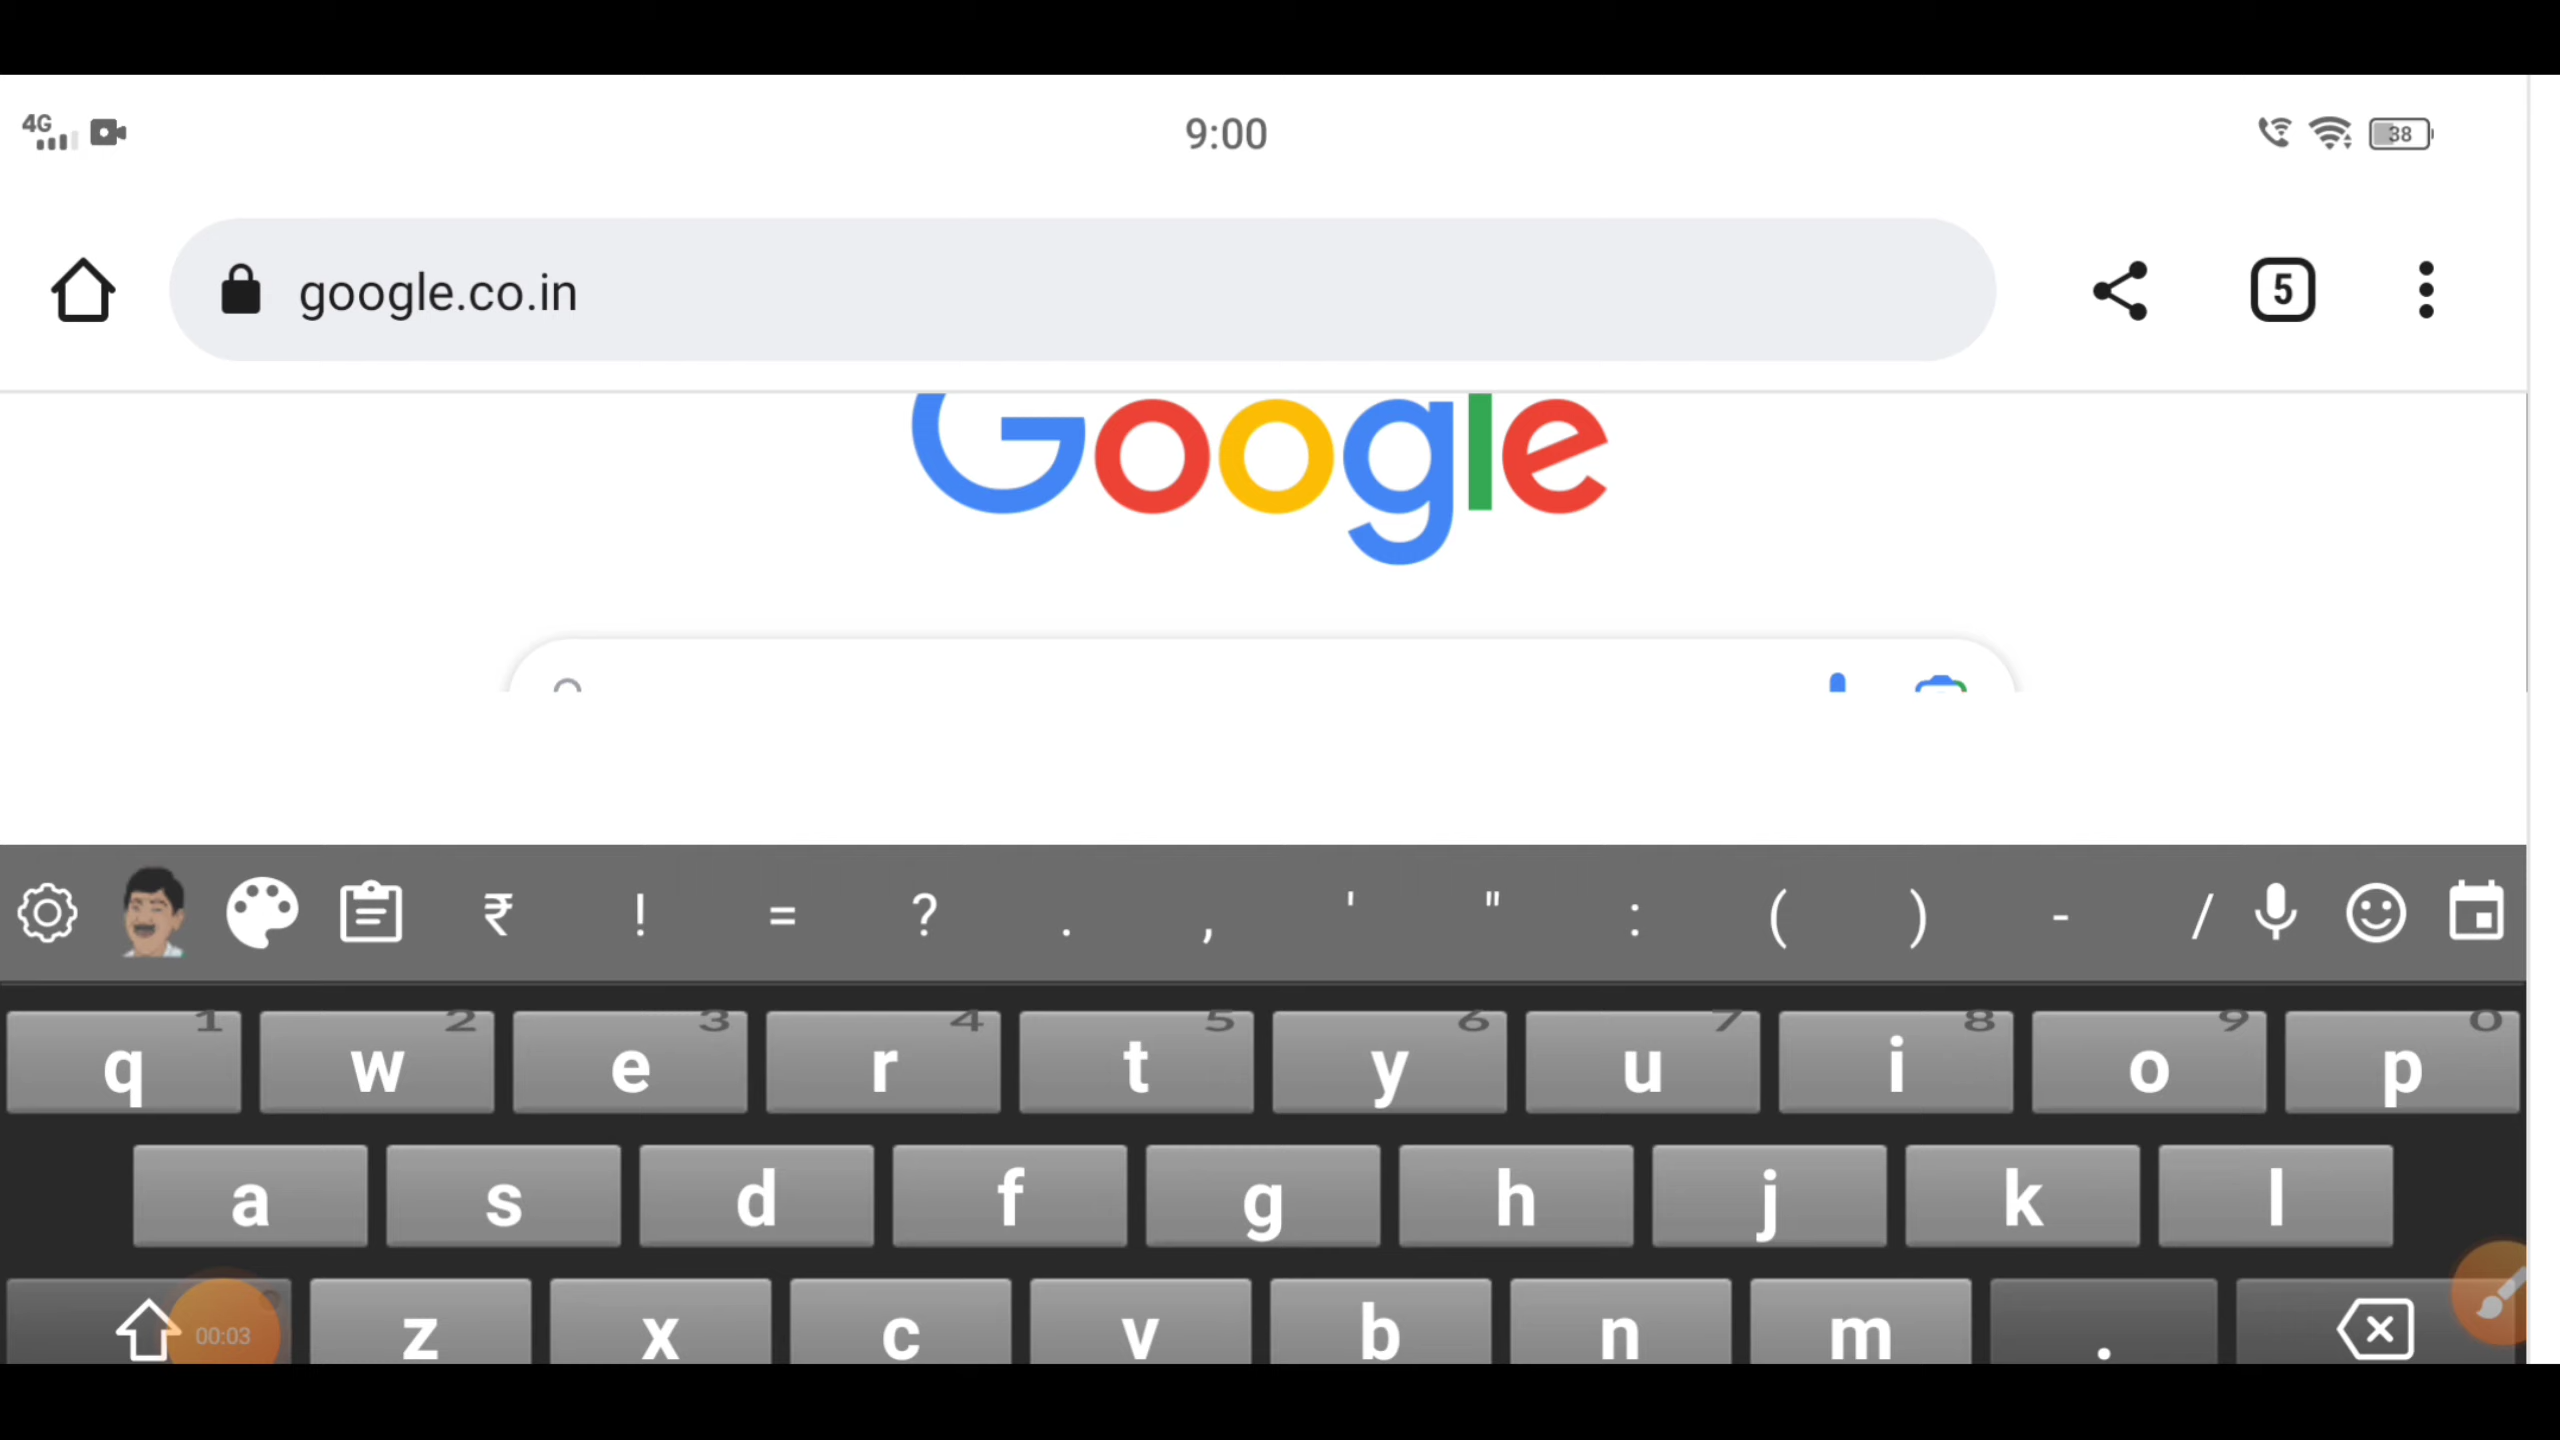 4G 9:00 38
google.co.in 5
Google
₹ ! = ? . , ' " : ( ) - /
1 2 3 4 5 6 7 8 9 0
q w e r t y u i o p
a s d f g h j k l
00:03 z x c v b n m .